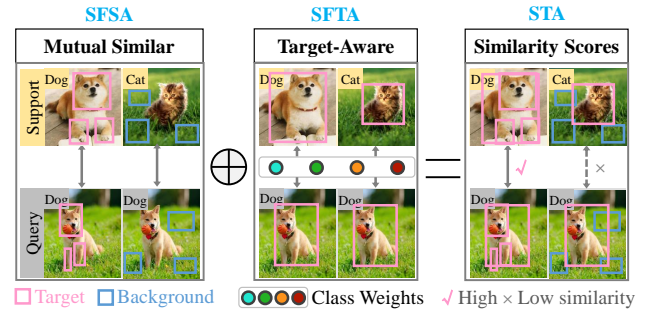 SFSA SFTA STA
Mutual Similar Target-Aware Similarity Scores
Support
Dog Cat Dog Cat Dog Cat
√ ×
Query
Dog Dog Dog Dog Dog Dog
Target Background Class Weights √ High × Low similarity